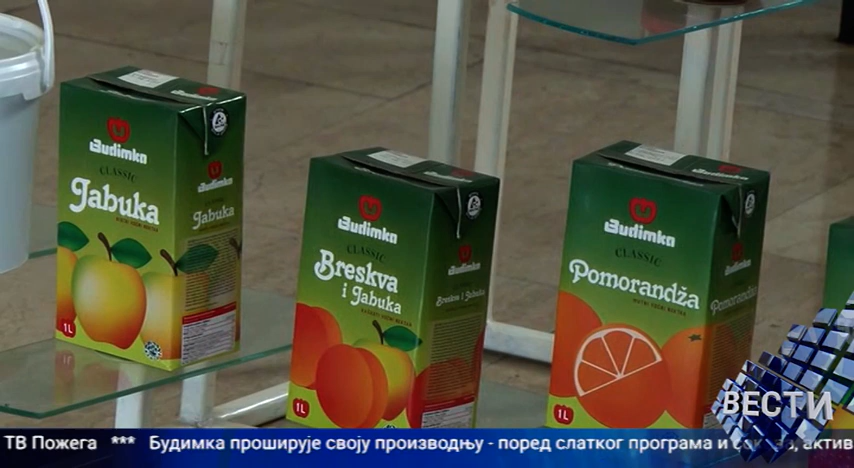 Budimka
CLASSIC
Jabuka
Budimka
Jabuka
1L
Budimka
CLASSIC
Breskva
i Jabuka
Budimka
Breskva i Jabuka
1L
Budimka
CLASSIC
Pomorandža
Budimka
Pomorandža
1L
ВЕСТИ
ТВ Пожега *** Будимка проширује своју производњу - поред слатког програма и актив